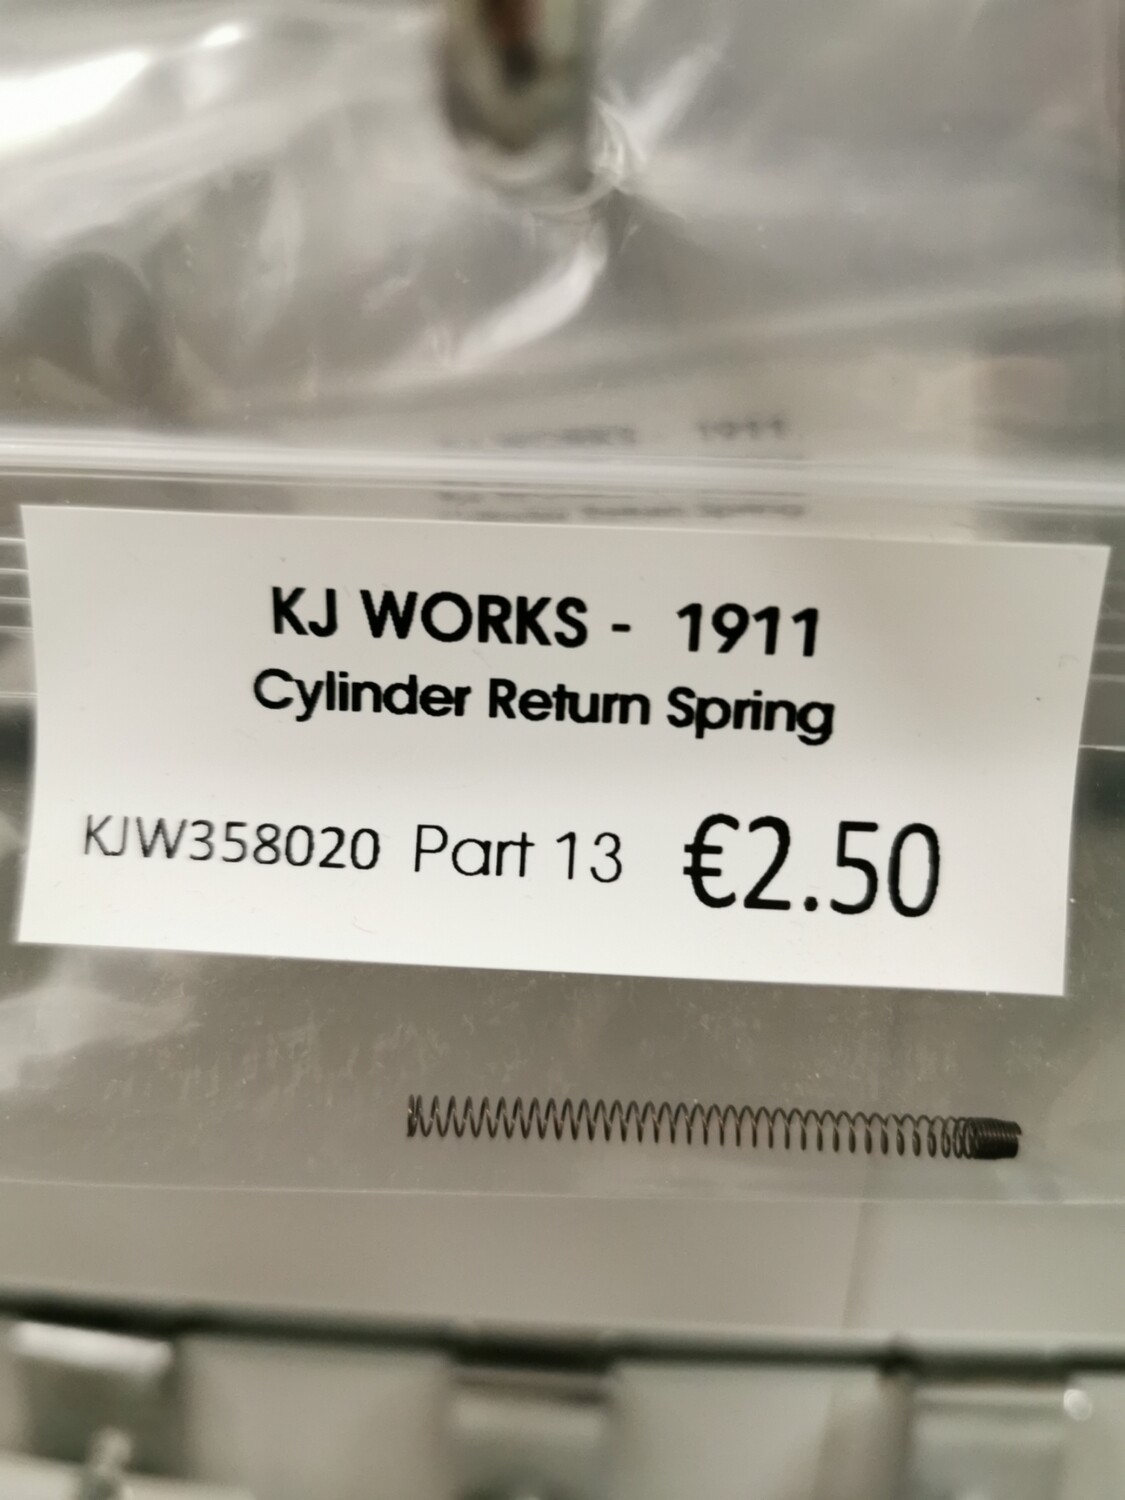 KJ WORKS - 1911
Cylinder Return Spring
KJW358020 Part 13 €2.50